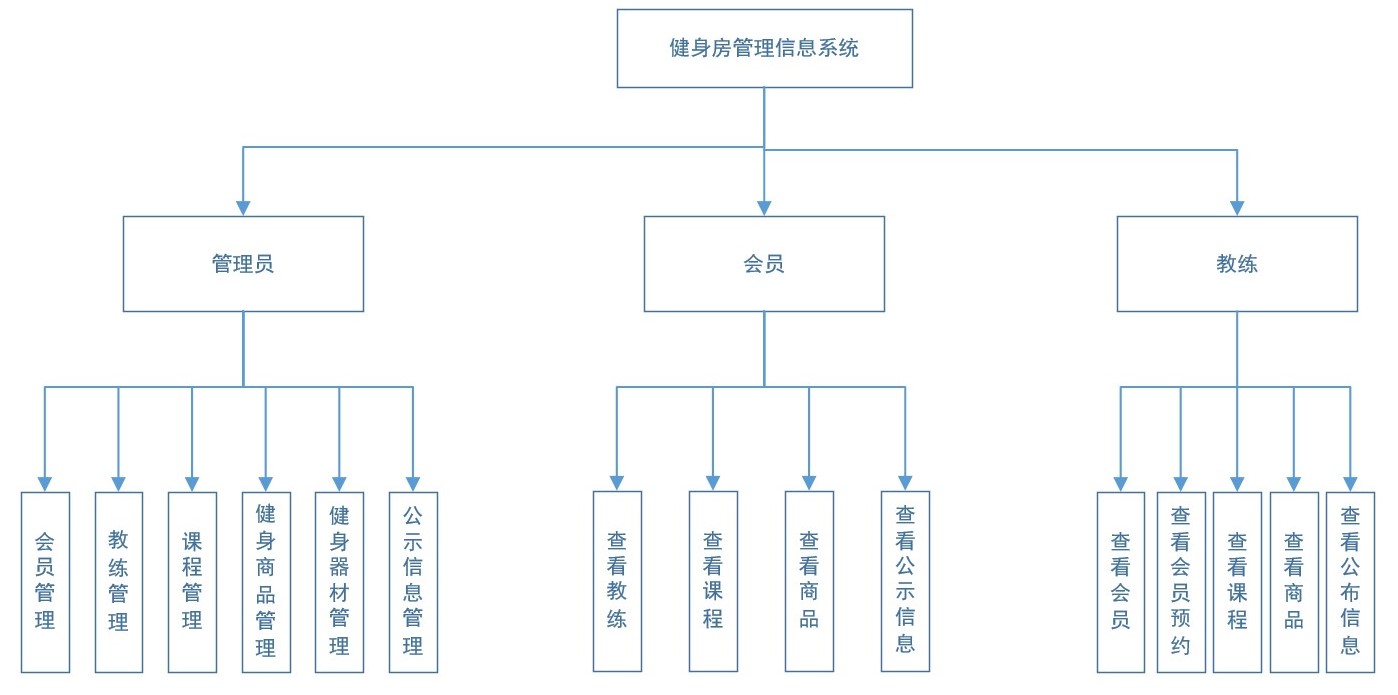 健身房管理信息系统
管理员
会员
教练
会员管理
教练管理
课程管理
健身商品管理
健身器材管理
公示信息管理
查看教练
查看课程
查看商品
查看公示信息
查看会员
查看会员预约
查看课程
查看商品
查看公布信息